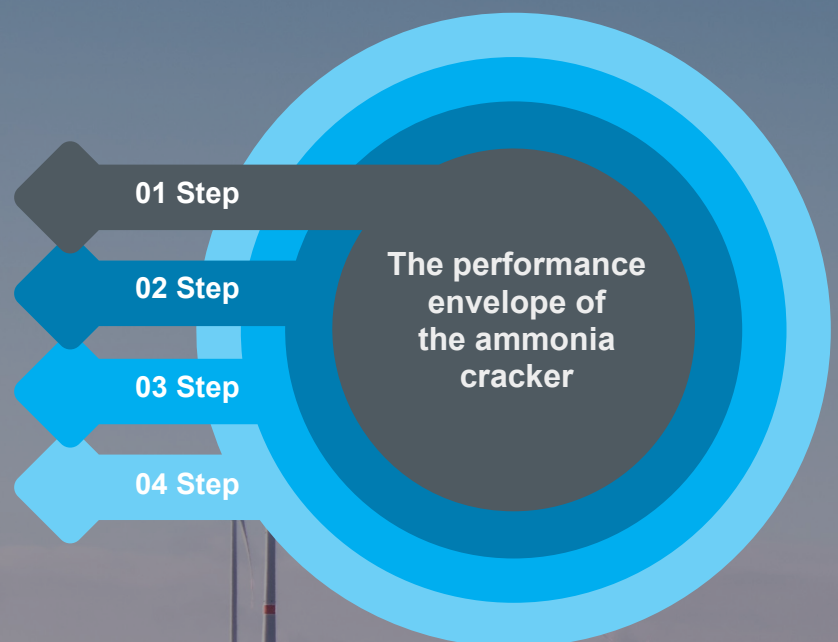 01 Step
02 Step
03 Step
04 Step
The performance
envelope of
the ammonia
cracker